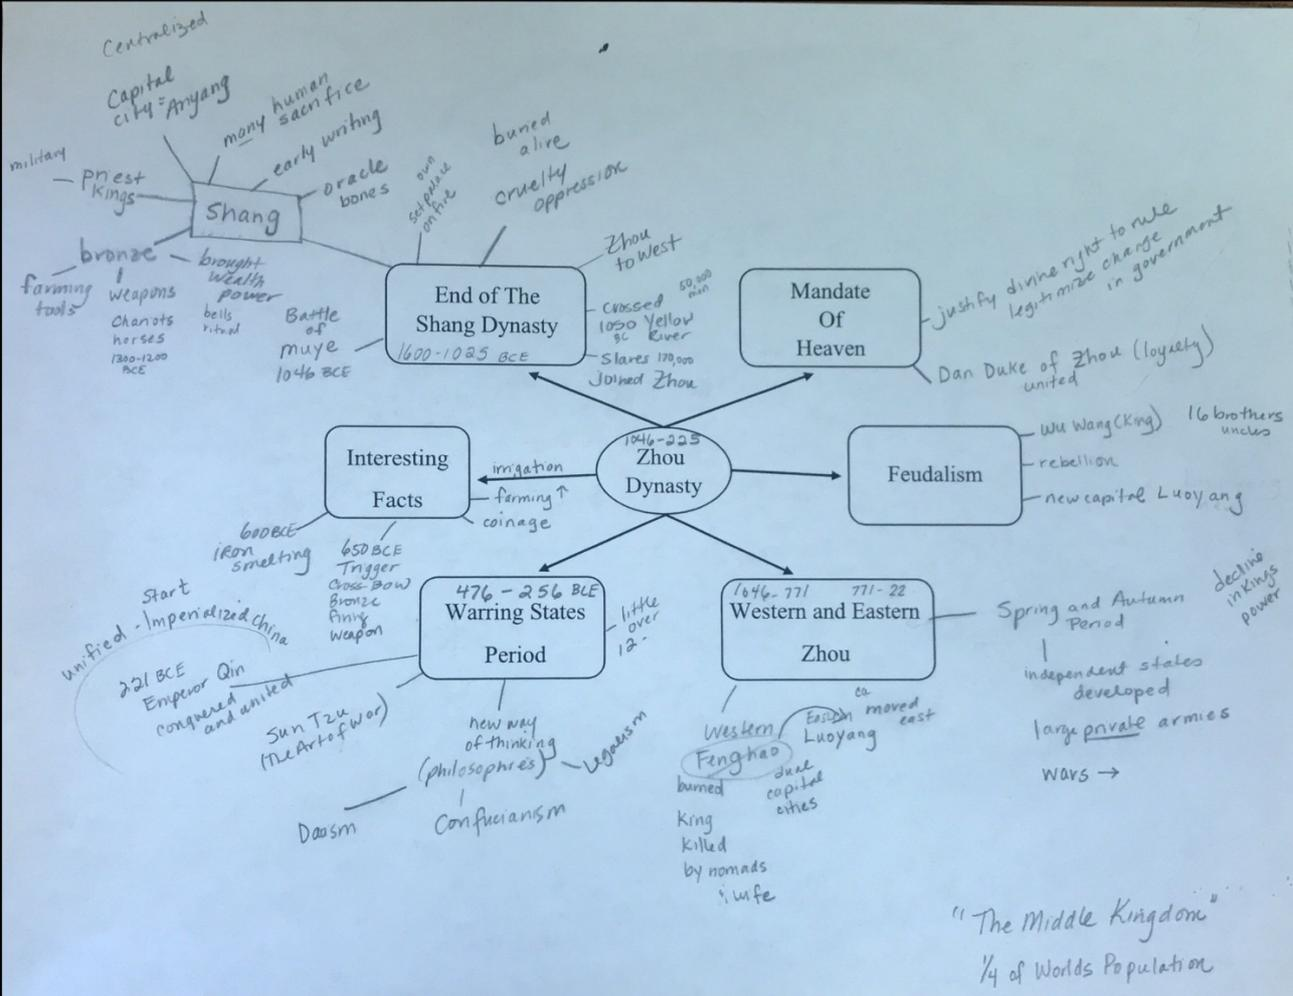 Centralized
Capital
city = Anyang
many human
sacrifice
early writing
oracle
bones
military
priest
kings
Shang
bronze
farming
tools
weapons
Chariots
horses
1300-1200
BCE
brought
wealth
power
bells
ritual
own
set palace
on fire
buried
alive
cruelty
oppression
Zhou
to West
End of The
Shang Dynasty
1600-1025 BCE
Battle
of
muye
1046 BCE
crossed
1050 Yellow
BC River
50,000
men
Slaves 170,000
Joined Zhou
Mandate
Of
Heaven
justify divine right to rule
legitimize change
in government
Dan Duke of Zhou (loyalty)
united
1046-225
Zhou
Dynasty
Interesting
Facts
irrigation
farming ↑
coinage
600 BCE
iron
smelting
650 BCE
Trigger
Cross-Bow
Bronze
firing
weapon
Feudalism
Wu Wang (King)
16 brothers
uncles
rebellion
new capital Luoyang
476 - 256 BCE
Warring States
Period
little
over
12-
Start
unified - Imperialized China
221 BCE
Emperor Qin
conquered
and united
Sun Tzu
(The Art of War)
new way
of thinking
(philosophres)
Legalism
Daosm
Confucianism
1046-771 771-22
Western and Eastern
Zhou
Spring and Autumn
Period
decline
in kings
power
independent states
developed
large private armies
wars →
Western
Fenghao
burned
King
killed
by nomads
wife
Eastern
Luoyang
ca
moved
east
dual
capital
cities
"The Middle Kingdom"
1/4 of Worlds Population